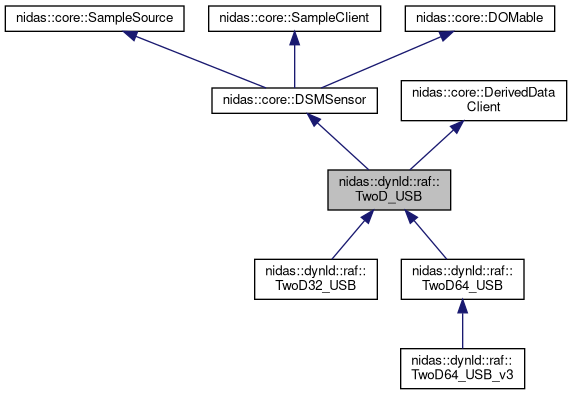 nidas::core::SampleSource
nidas::core::SampleClient
nidas::core::DOMable
nidas::core::DSMSensor
nidas::core::DerivedData
Client
nidas::dynld::raf::
TwoD_USB
nidas::dynld::raf::
TwoD32_USB
nidas::dynld::raf::
TwoD64_USB
nidas::dynld::raf::
TwoD64_USB_v3